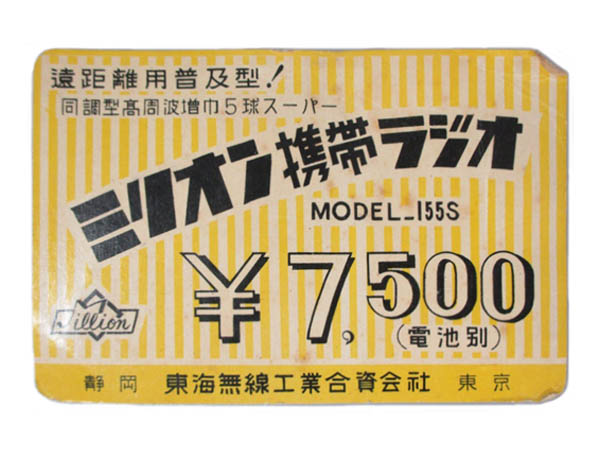 遠距離用普及型！
同調型高周波増巾５球スーパー
ミリオン携帯ラジオ
MODEL-155S
¥7,500
(電池別)
Million
静岡 東海無線工業合資会社 東京